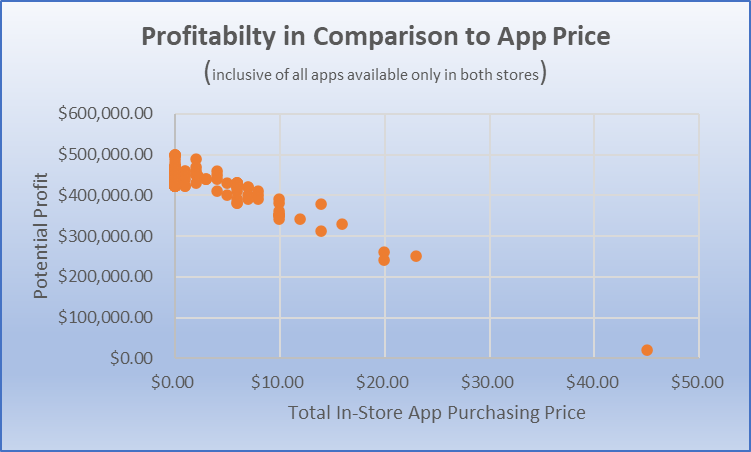 Profitabilty in Comparison to App Price
(inclusive of all apps available only in both stores)
$600,000.00
$500,000.00
$400,000.00
$300,000.00
$200,000.00
$100,000.00
$0.00
Potential Profit
$0.00 $10.00 $20.00 $30.00 $40.00 $50.00
Total In-Store App Purchasing Price